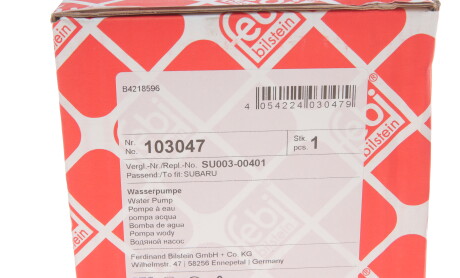 febi
bilstein
febi
bilstein
B4218596
4 054224 030479
Nr.
No. 103047
Stk.
pcs. 1
Vergl.-Nr./Repl.-No. SU003-00401
Passend./To fit: SUBARU
Wasserpumpe
Water Pump
Pompe à eau
pompa acqua
Bomba de agua
Pompa wody
Водяной насос
Ferdinand Bilstein GmbH + Co. KG
Wilhelmstr. 47 | 58256 Ennepetal | Germany